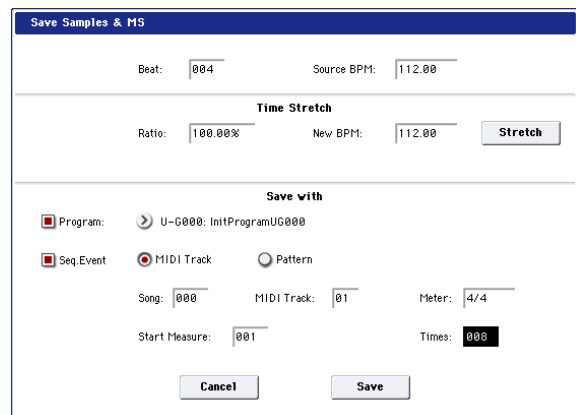 Save Samples & MS
Beat: 004 Source BPM: 112.00
Time Stretch
Ratio: 100.00% New BPM: 112.00 Stretch
Save with
Program: U-G000: InitProgramUG000
Seq.Event MIDI Track Pattern
Song: 000 MIDI Track: 01 Meter: 4/4
Start Measure: 001 Times: 008
Cancel Save